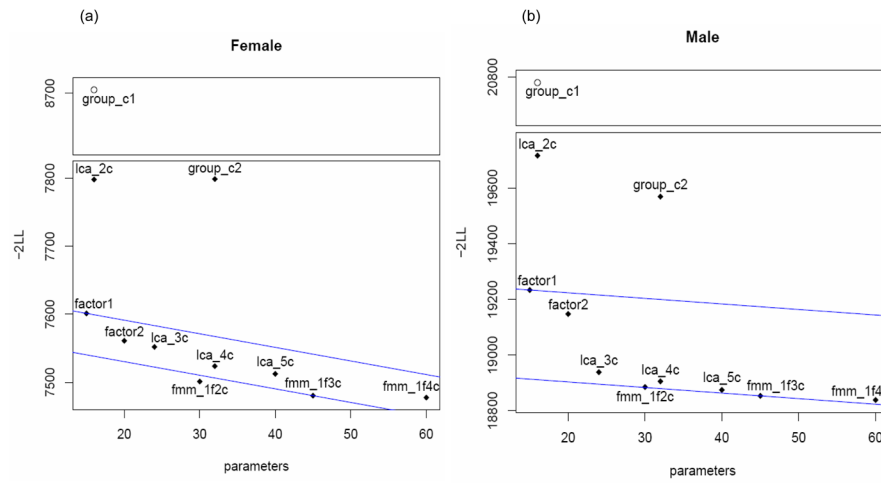 (a)
Female
8700
group_c1
7800
7700
7600
7500
−2LL
lca_2c
group_c2
factor1
factor2
lca_3c
lca_4c
lca_5c
fmm_1f2c
fmm_1f3c
fmm_1f4c
20
30
40
50
60
parameters
(b)
Male
20800
group_c1
19600
19400
19200
19000
18800
−2LL
lca_2c
group_c2
factor1
factor2
lca_3c
lca_4c
lca_5c
fmm_1f2c
fmm_1f3c
fmm_1f4
20
30
40
50
60
parameters